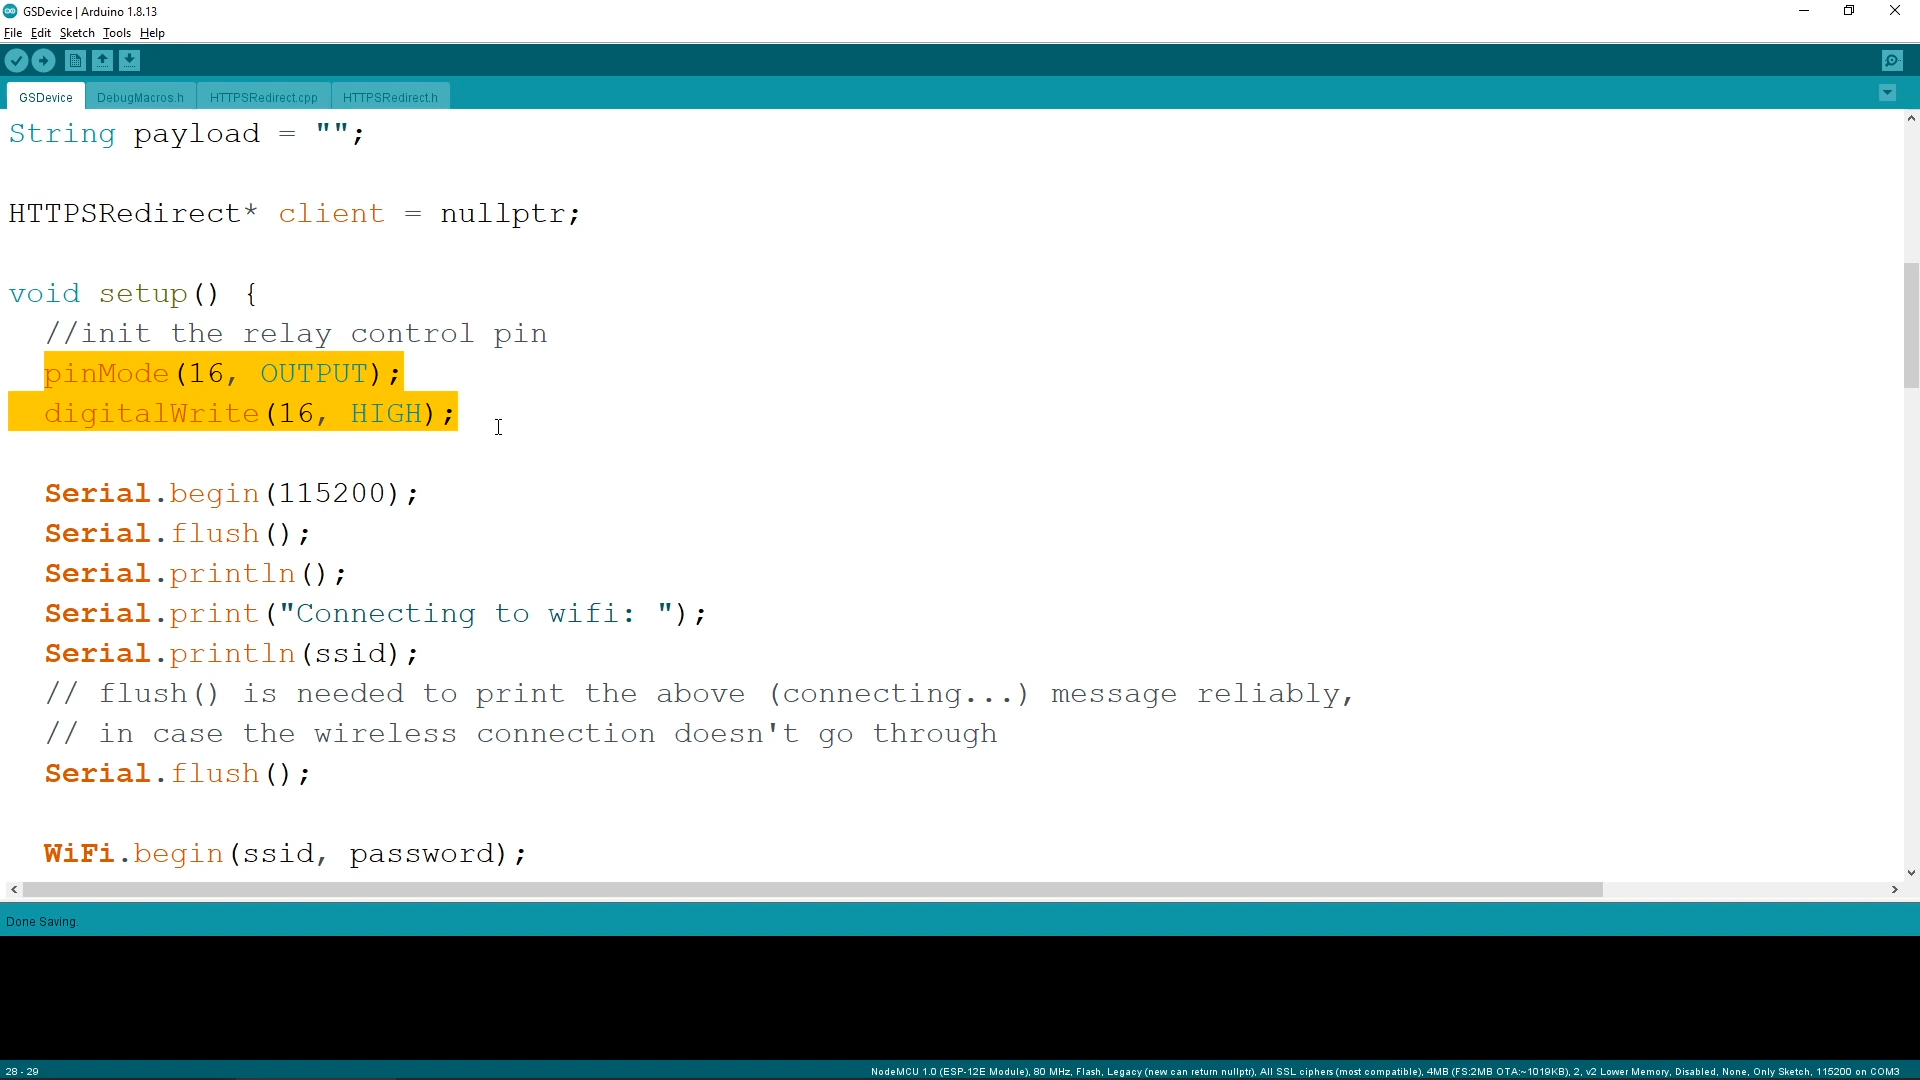 GSDevice | Arduino 1.8.13
File Edit Sketch Tools Help
GSDevice DebugMacros.h HTTPSRedirect.cpp HTTPSRedirect.h
String payload = "";
HTTPSRedirect* client = nullptr;
void setup() {
//init the relay control pin
pinMode(16, OUTPUT);
digitalWrite(16, HIGH);
Serial.begin(115200);
Serial.flush();
Serial.println();
Serial.print("Connecting to wifi: ");
Serial.println(ssid);
// flush() is needed to print the above (connecting...) message reliably,
// in case the wireless connection doesn't go through
Serial.flush();
WiFi.begin(ssid, password);
Done Saving.
28 - 29 NodeMCU 1.0 (ESP-12E Module), 80 MHz, Flash, Legacy (new can return nullptr), All SSL ciphers (most compatible), 4MB (FS:2MB OTA:~1019KB), 2, v2 Lower Memory, Disabled, None, Only Sketch, 115200 on COM3